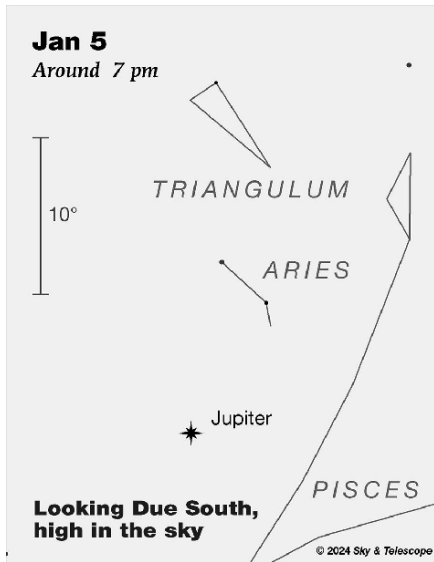 Jan 5
Around 7 pm
TRIANGULUM
10°
ARIES
Jupiter
PISCES
Looking Due South,
high in the sky
© 2024 Sky & Telescope